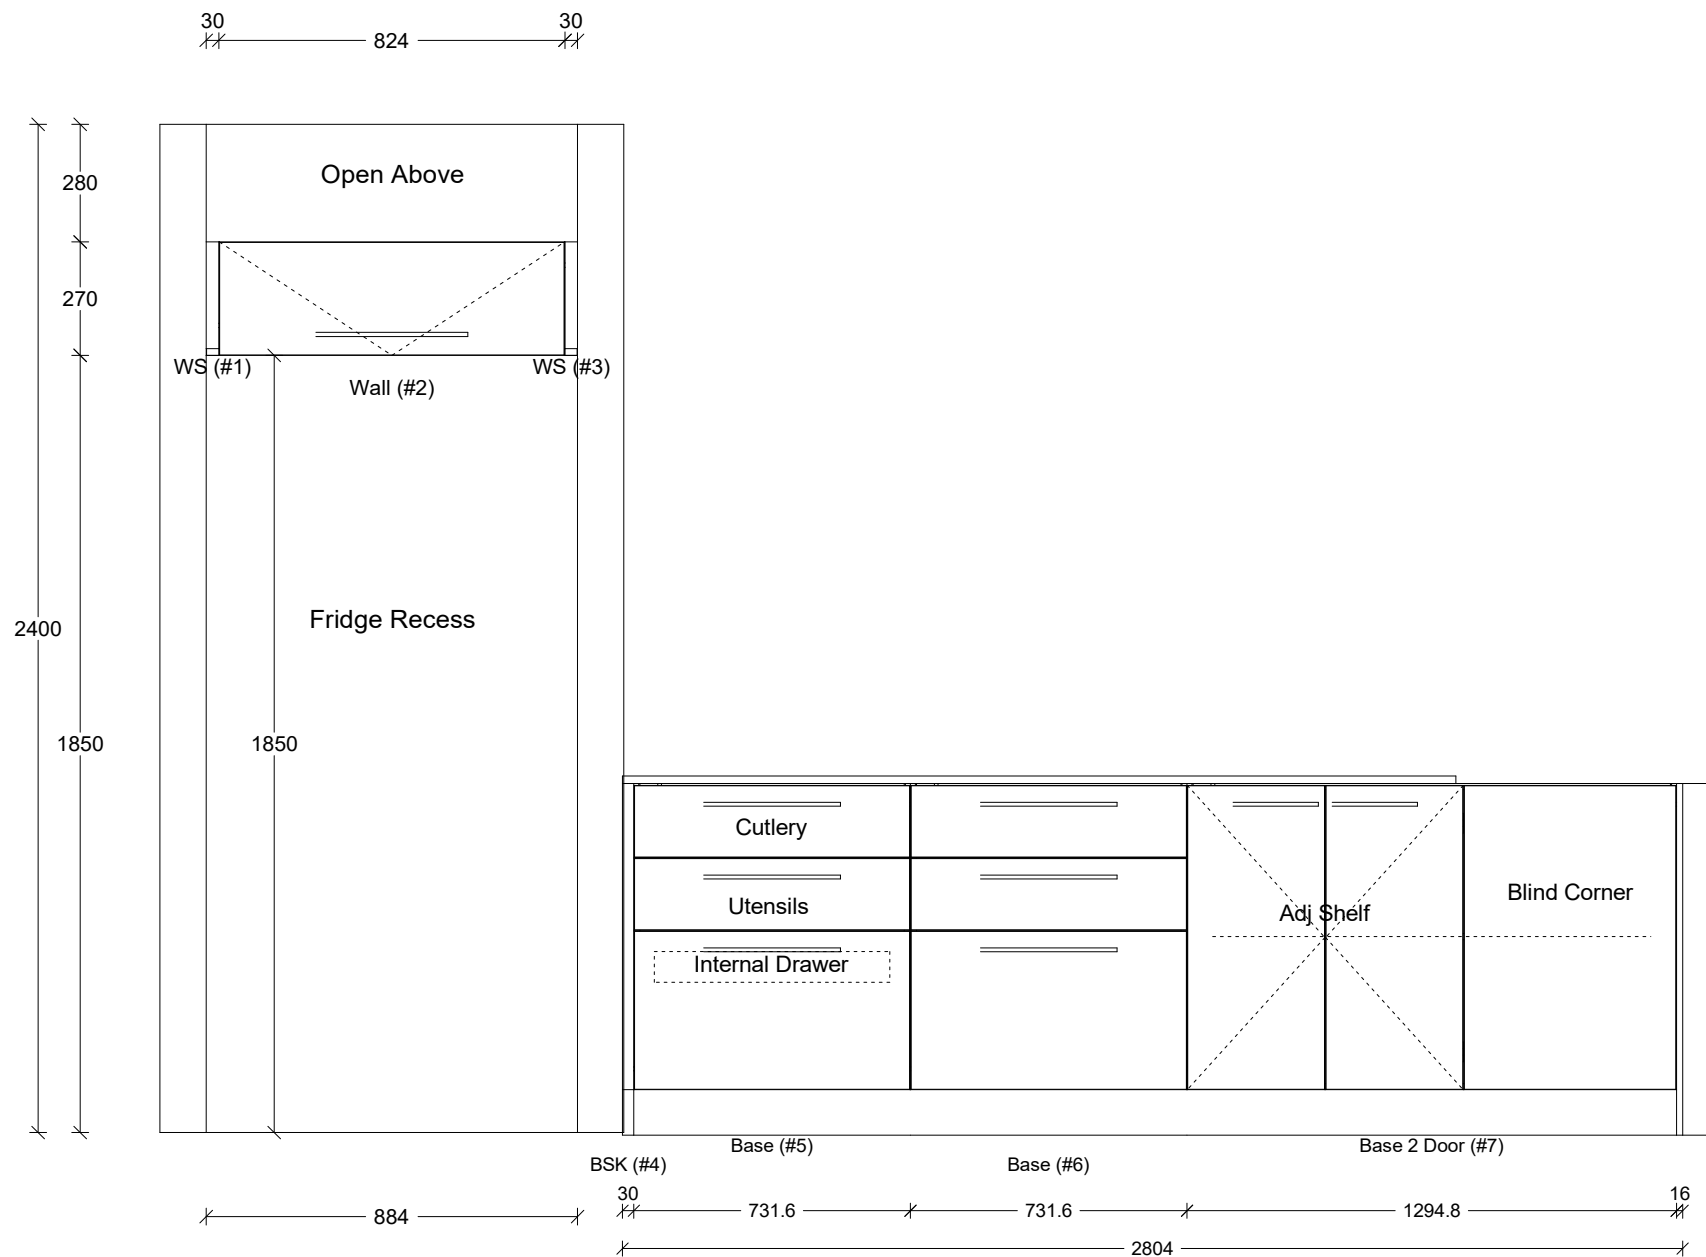 30 30
824
Open Above
280
270
WS (#1) WS (#3)
Wall (#2)
Fridge Recess
2400
1850 1850
Cutlery
Blind Corner
Utensils
Adj Shelf
Internal Drawer
Base (#5) Base 2 Door (#7)
BSK (#4) Base (#6)
30 16
884 731.6 731.6 1294.8
2804